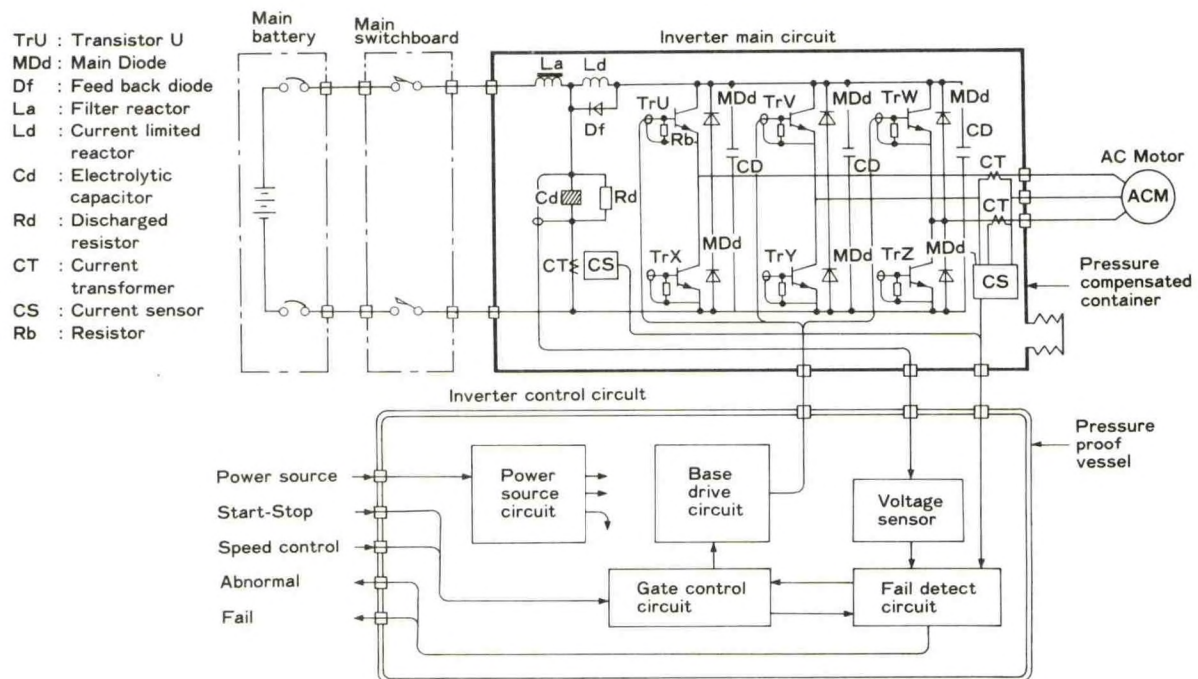 TrU : Transistor U
MDd : Main Diode
Df : Feed back diode
La : Filter reactor
Ld : Current limited
reactor
Cd : Electrolytic
capacitor
Rd : Discharged
resistor
CT : Current
transformer
CS : Current sensor
Rb : Resistor
Main
battery
Main
switchboard
Inverter main circuit
La
Ld
Df
TrU
MDd
TrV
MDd
TrW
MDd
Rb
CD
CD
CD
Cd
Rd
CT
CS
TrX
MDd
TrY
MDd
TrZ
MDd
CT
CT
CS
AC Motor
ACM
Pressure
compensated
container
Inverter control circult
Pressure
proof
vessel
Power source
Start-Stop
Speed control
Abnormal
Fail
Power
source
circuit
Base
drive
circuit
Voltage
sensor
Gate control
circuit
Fail detect
circuit